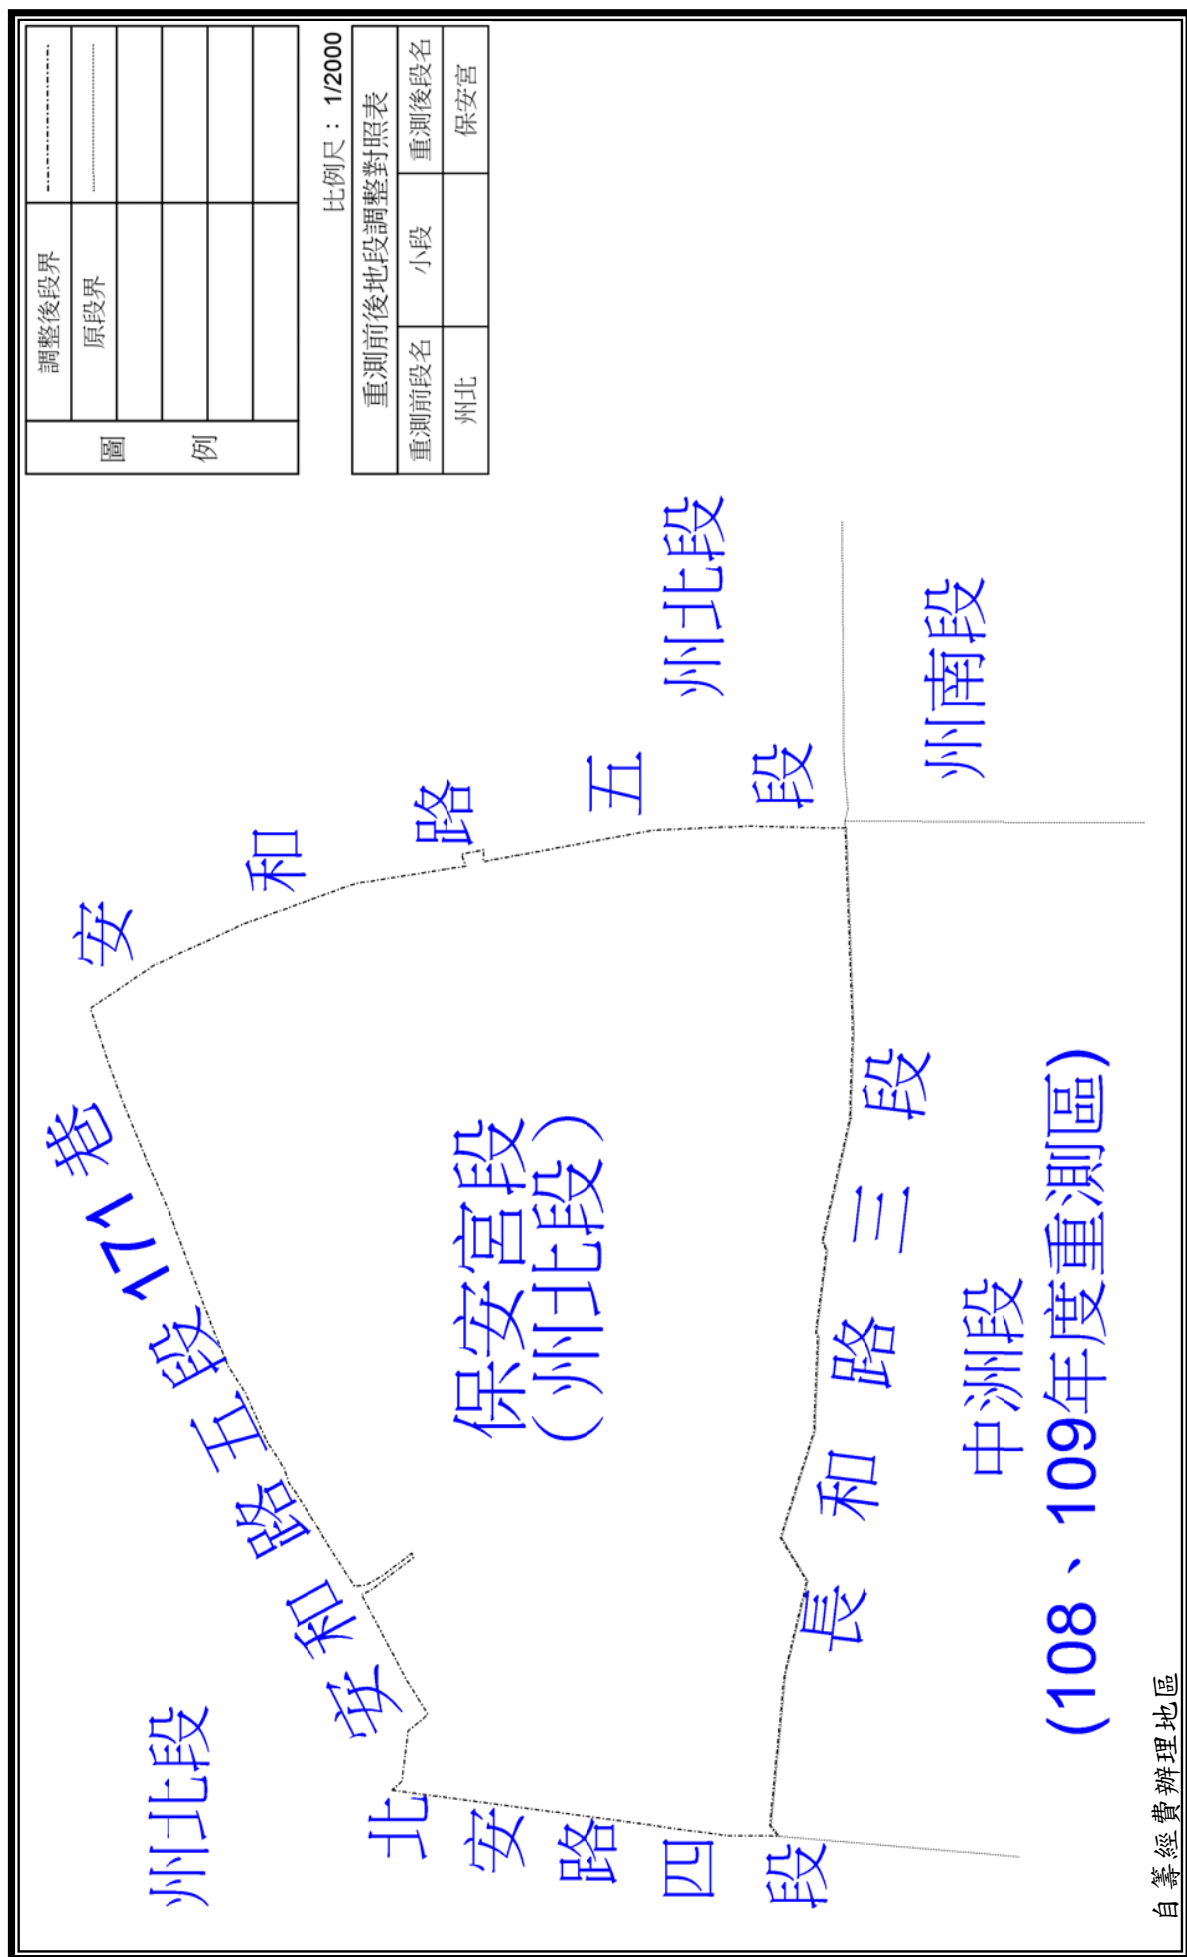 圖例
調整後段界
原段界
比例尺：1/2000
重測前後地段調整對照表
重測前段名 小段 重測後段名
州北 保安宮
州北段
安和路五段171巷
安和路五段
州北段
保安宮段
(州北段)
北安路四段
長和路三段
州南段
中洲段
(108、109年度重測區)
自籌經費辦理地區